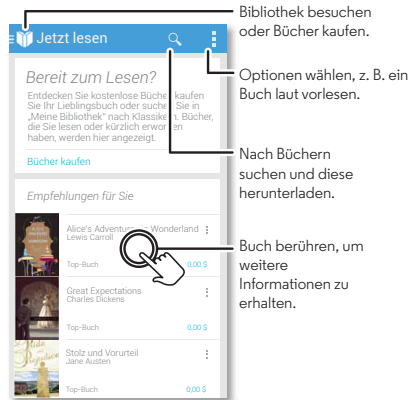 Jetzt lesen
Bereit zum Lesen?
Entdecken Sie kostenlose Bücher, kaufen
Sie Ihr Lieblingsbuch oder suchen Sie in
„Meine Bibliothek" nach Klassikern. Bücher,
die Sie lesen oder kürzlich erworben
haben, werden hier angezeigt.
Bücher kaufen
Empfehlungen für Sie
Alice's Adventures in Wonderland
Lewis Carroll
Top-Buch 0,00 $
Great Expectations
Charles Dickens
Top-Buch 0,00 $
Pride
Prejudice
Stolz und Vorurteil
Jane Austen
Top-Buch 0,00 $
Bibliothek besuchen
oder Bücher kaufen.
Optionen wählen, z. B. ein
Buch laut vorlesen.
Nach Büchern
suchen und diese
herunterladen.
Buch berühren, um
weitere
Informationen zu
erhalten.